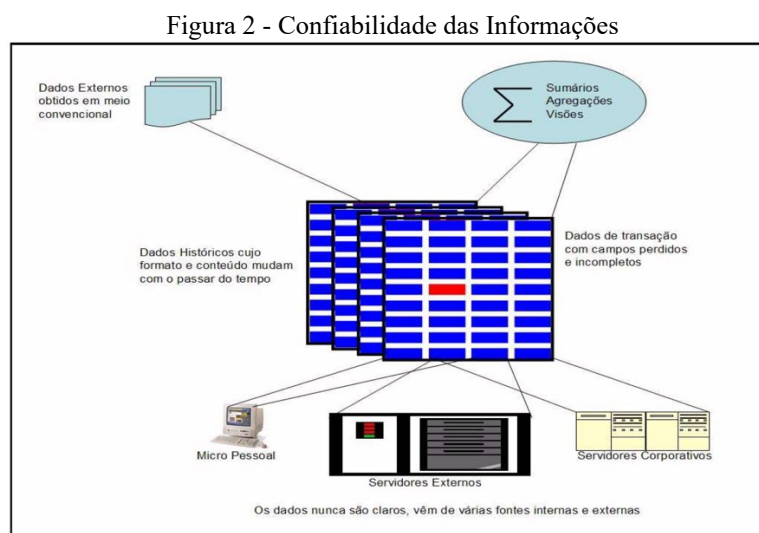 Figura 2 - Confiabilidade das Informações
Dados Externos
obtidos em meio
convencional
Sumários
Agregações
Visões
Dados Históricos cujo
formato e conteúdo mudam
com o passar do tempo
Dados de transação
com campos perdidos
e incompletos
Micro Pessoal
Servidores Externos
Servidores Corporativos
Os dados nunca são claros, vêm de várias fontes internas e externas